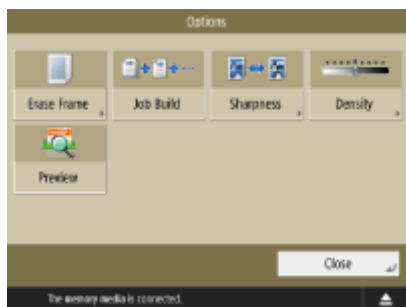 Options
Erase Frame
Job Build
Sharpness
Density
Preview
Close
The memory media is connected.